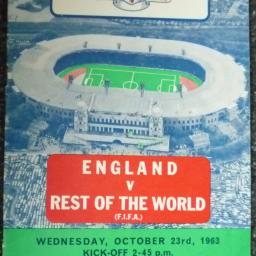 ENGLAND
V
REST OF THE WORLD
(F.I.F.A.)
WEDNESDAY, OCTOBER 23rd, 1963
KICK-OFF 2-45 p.m.